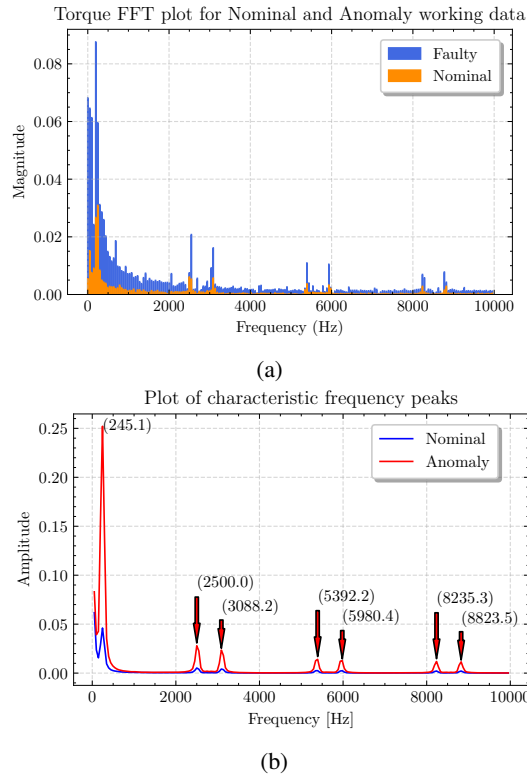 Torque FFT plot for Nominal and Anomaly working data
Faulty
Nominal
Magnitude
0.08
0.06
0.04
0.02
0.00
0 2000 4000 6000 8000 10000
Frequency (Hz)
(a)
Plot of characteristic frequency peaks
(245.1)
Nominal
Anomaly
Amplitude
0.25
0.20
0.15
0.10
0.05
0.00
(2500.0)
(3088.2)
(5392.2)
(5980.4)
(8235.3)
(8823.5)
0 2000 4000 6000 8000 10000
Frequency [Hz]
(b)